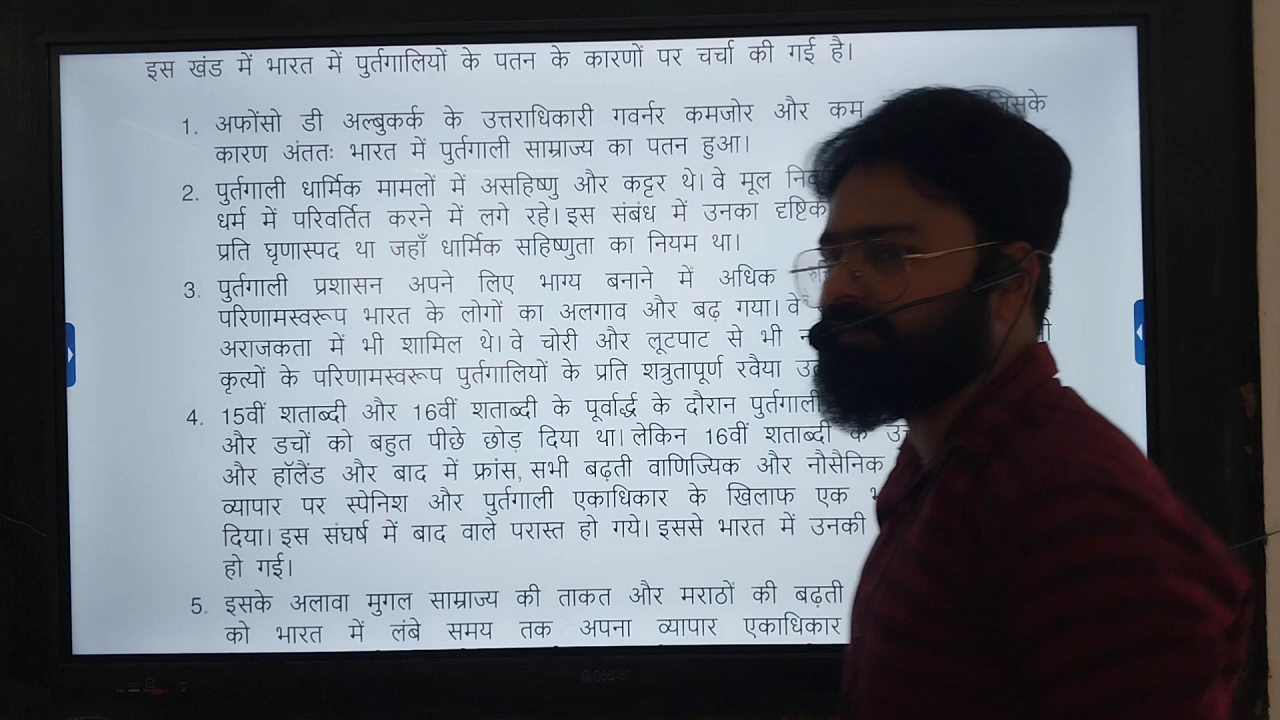 इस खंड में भारत में पुर्तगालियों के पतन के कारणों पर चर्चा की गई है।
1. अफोंसो डी अल्बुकर्क के उत्तराधिकारी गवर्नर कमजोर और कम जिसके
कारण अंततः भारत में पुर्तगाली साम्राज्य का पतन हुआ।
2. पुर्तगाली धार्मिक मामलों में असहिष्णु और कट्टर थे। वे मूल
धर्म में परिवर्तित करने में लगे रहे। इस संबंध में उनका
प्रति घृणास्पद था जहाँ धार्मिक सहिष्णुता का नियम था।
3. पुर्तगाली प्रशासन अपने लिए भाग्य बनाने में अधिक
परिणामस्वरूप भारत के लोगों का अलगाव और बढ़ गया। वे
अराजकता में भी शामिल थे। वे चोरी और लूटपाट से भी
कृत्यों के परिणामस्वरूप पुर्तगालियों के प्रति शत्रुतापूर्ण रवैया
4. 15वीं शताब्दी और 16वीं शताब्दी के पूर्वार्द्ध के दौरान पुर्तगाली
और डचों को बहुत पीछे छोड़ दिया था। लेकिन 16वीं शताब्दी के
और हॉलैंड और बाद में फ्रांस, सभी बढ़ती वाणिज्यिक और नौसैनिक
व्यापार पर स्पेनिश और पुर्तगाली एकाधिकार के खिलाफ एक
दिया। इस संघर्ष में बाद वाले परास्त हो गये। इससे भारत में उनकी
हो गई।
5. इसके अलावा मुगल साम्राज्य की ताकत और मराठों की बढ़ती
को भारत में लंबे समय तक अपना व्यापार एकाधिकार